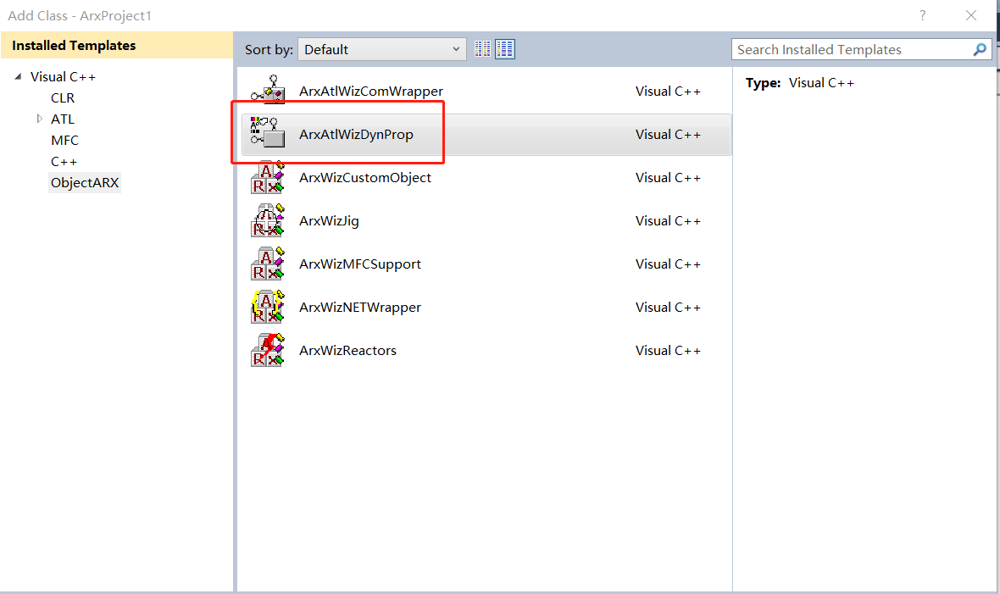 Add Class - ArxProject1
?
Installed Templates
Sort by: Default
Search Installed Templates
Visual C++
CLR
ATL
MFC
C++
ObjectARX
ArxAtlWizComWrapper Visual C++
ArxAtlWizDynProp Visual C++
ArxWizCustomObject Visual C++
ArxWizJig Visual C++
ArxWizMFCSupport Visual C++
ArxWizNETWrapper Visual C++
ArxWizReactors Visual C++
Type: Visual C++